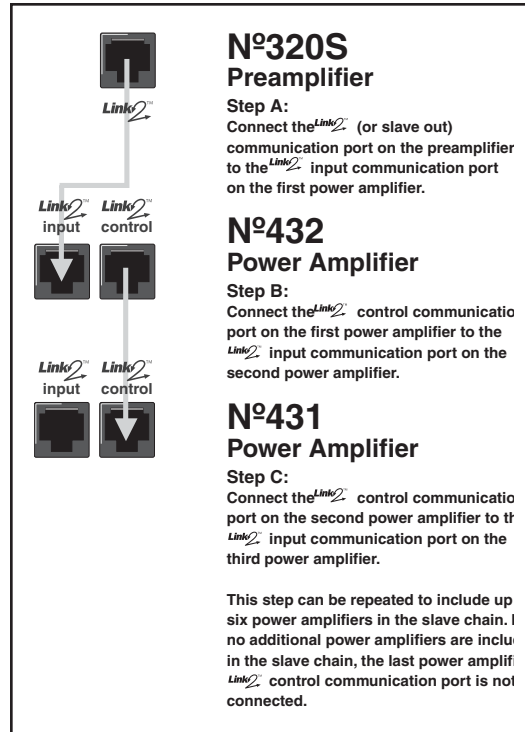 Link2™
Link2™ Link2™
input control
Link2™ Link2™
input control
Nº320S
Preamplifier
Step A:
Connect the Link2™ (or slave out)
communication port on the preamplifier
to the Link2™ input communication port
on the first power amplifier.
Nº432
Power Amplifier
Step B:
Connect the Link2™ control communicatio
port on the first power amplifier to the
Link2™ input communication port on the
second power amplifier.
Nº431
Power Amplifier
Step C:
Connect the Link2™ control communicatio
port on the second power amplifier to th
Link2™ input communication port on the
third power amplifier.
This step can be repeated to include up
six power amplifiers in the slave chain.
no additional power amplifiers are inclu
in the slave chain, the last power amplifi
Link2™ control communication port is not
connected.